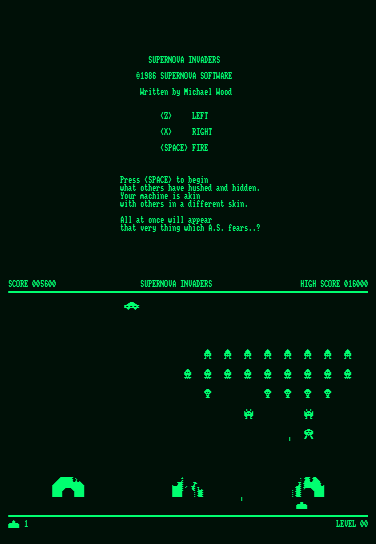 SUPERNOVA INVADERS
©1986 SUPERNOVA SOFTWARE
Written by Michael Wood
(Z) LEFT
(X) RIGHT
(SPACE) FIRE
Press (SPACE) to begin
what others have hushed and hidden.
Your machine is akin
with others in a different skin.
All at once will appear
that very thing which A.S. fears..?
SCORE 005600 SUPERNOVA INVADERS HIGH SCORE 016000
1 LEVEL 00